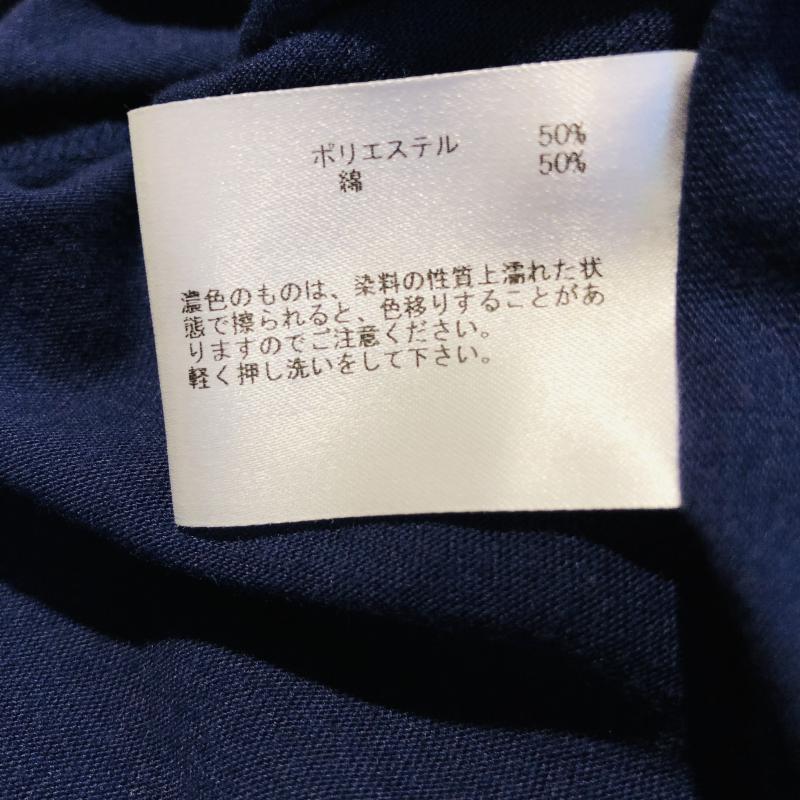 ポリエステル 50%
綿 50%
濃色のものは、染料の性質上濡れた状
態で擦られると、色移りすることがあ
りますのでご注意ください。
軽く押し洗いをして下さい。